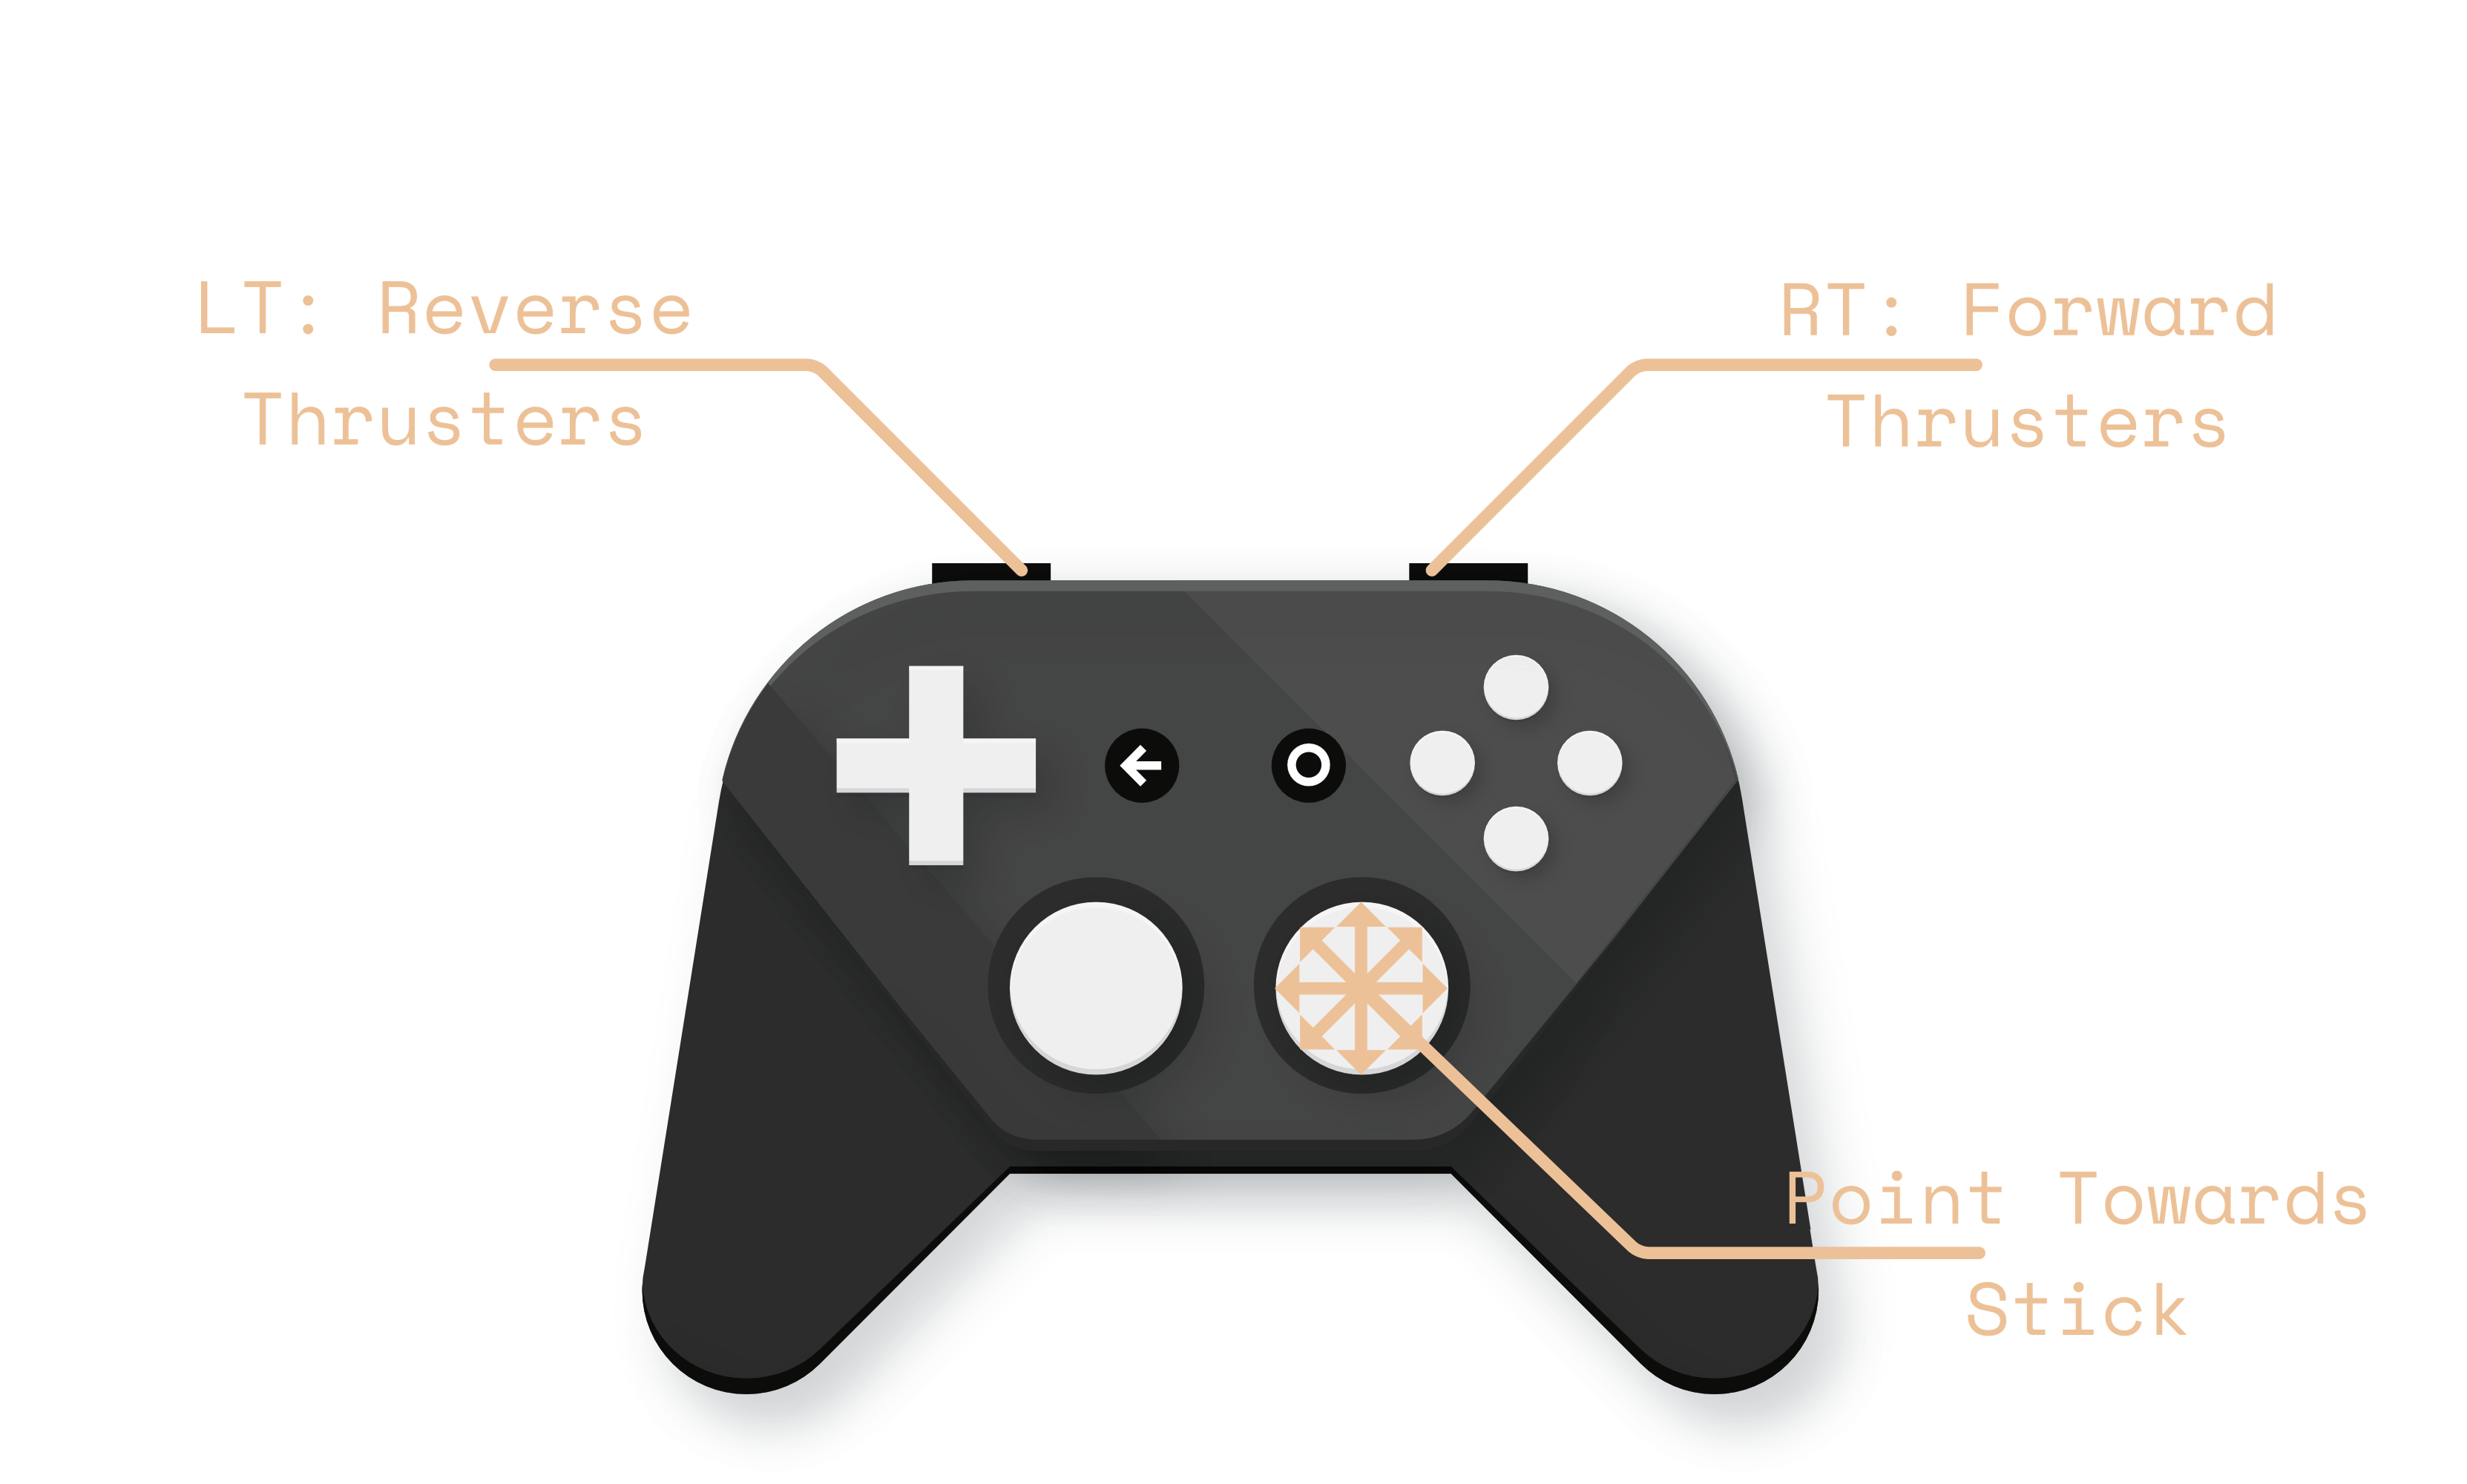 LT: Reverse
Thrusters
RT: Forward
Thrusters
Point Towards
Stick